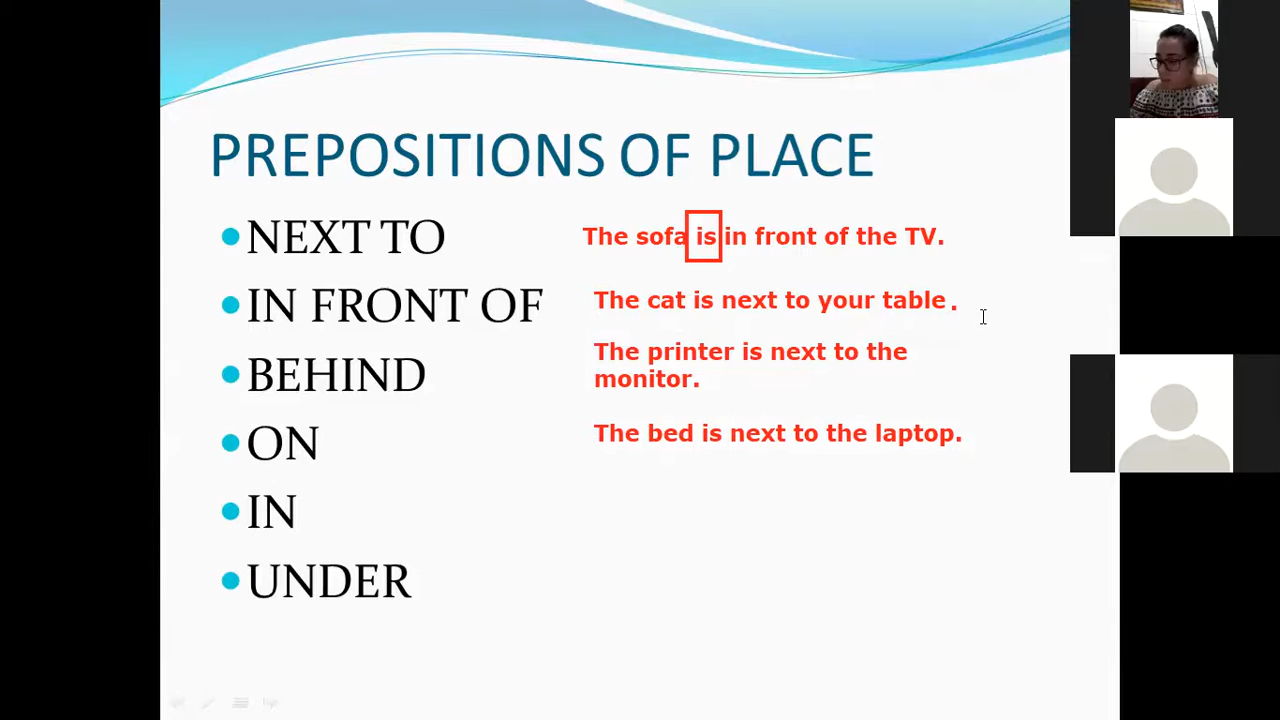 PREPOSITIONS OF PLACE
NEXT TO
IN FRONT OF
BEHIND
ON
IN
UNDER
The sofa is in front of the TV.
The cat is next to your table.
The printer is next to the
monitor.
The bed is next to the laptop.